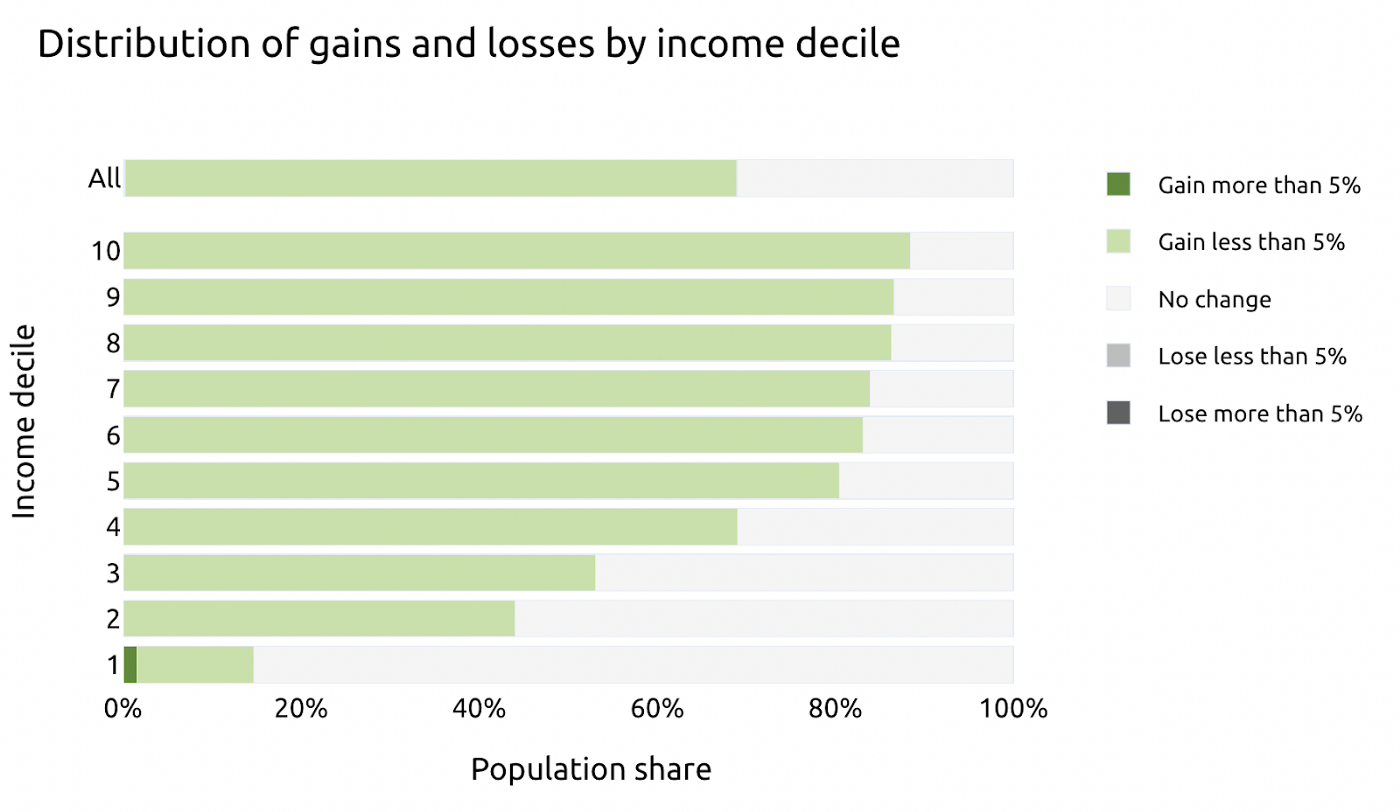 Distribution of gains and losses by income decile
All
10
9
8
7
6
5
4
3
2
1
Income decile
0% 20% 40% 60% 80% 100%
Population share
Gain more than 5%
Gain less than 5%
No change
Lose less than 5%
Lose more than 5%